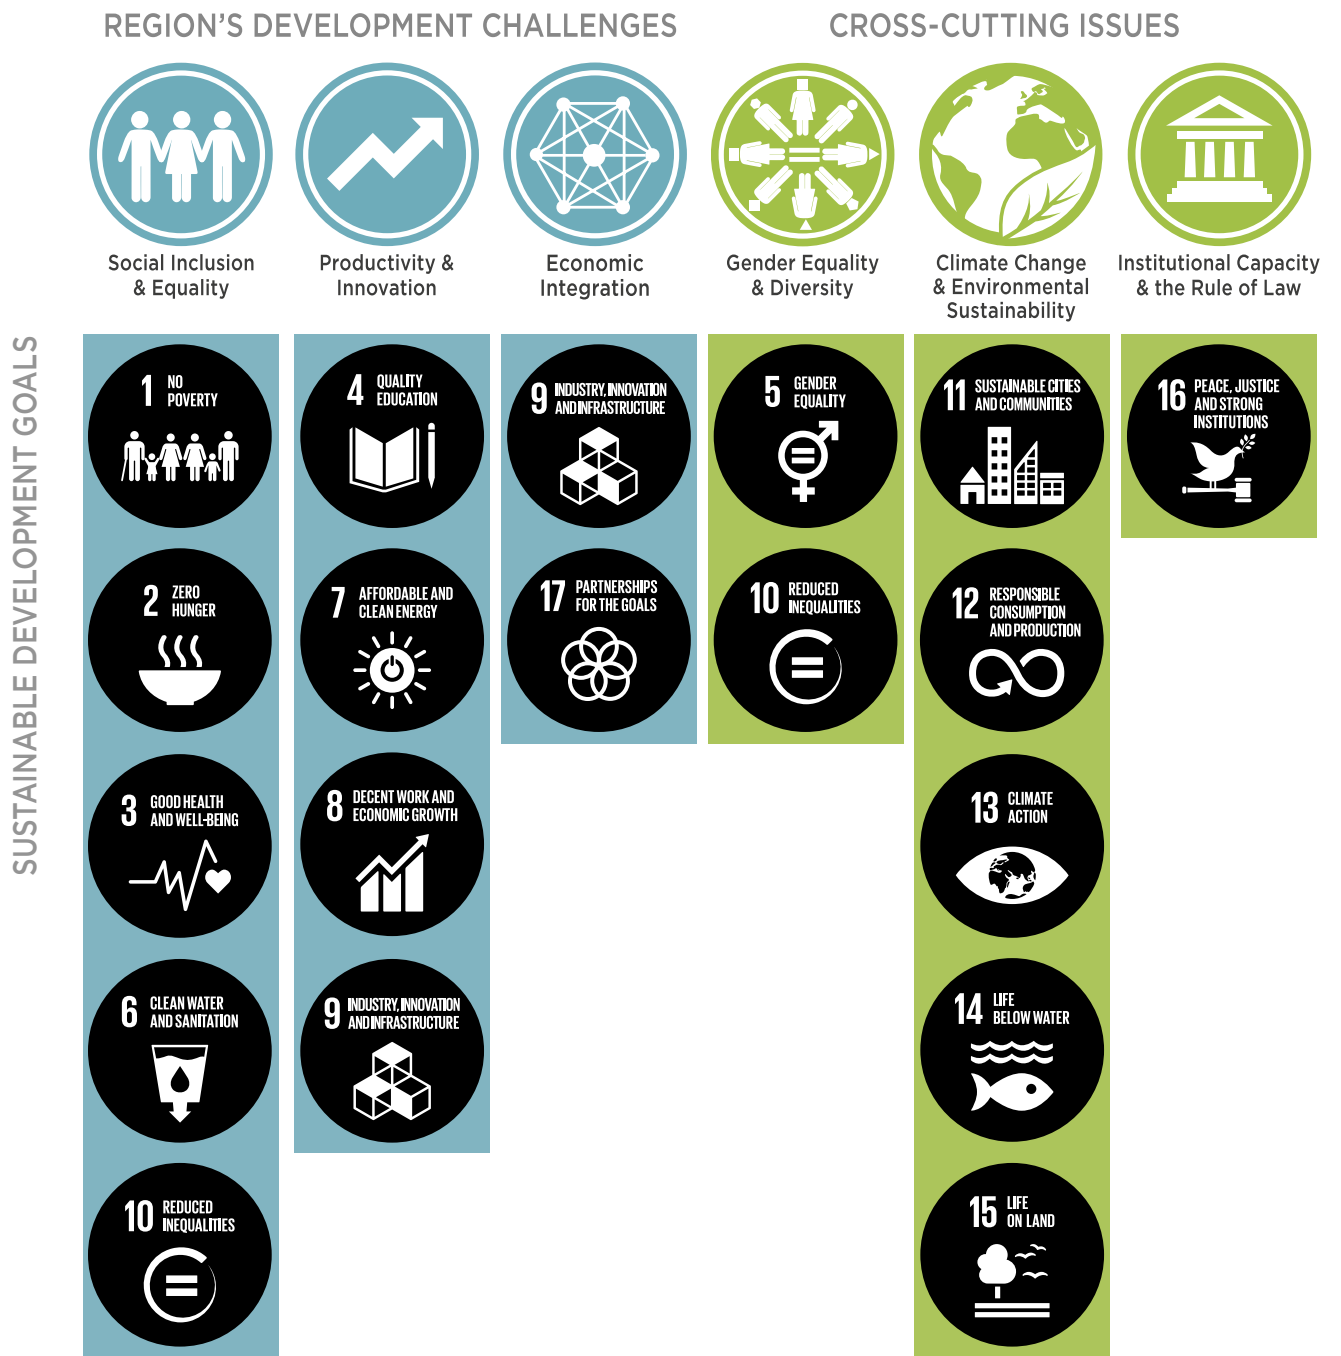 REGION'S DEVELOPMENT CHALLENGES
CROSS-CUTTING ISSUES
Social Inclusion
& Equality
Productivity &
Innovation
Economic
Integration
Gender Equality
& Diversity
Climate Change
& Environmental
Sustainability
Institutional Capacity
& the Rule of Law
SUSTAINABLE DEVELOPMENT GOALS
1 NO
POVERTY
2 ZERO
HUNGER
3 GOOD HEALTH
AND WELL-BEING
6 CLEAN WATER
AND SANITATION
10 REDUCED
INEQUALITIES
4 QUALITY
EDUCATION
7 AFFORDABLE AND
CLEAN ENERGY
8 DECENT WORK AND
ECONOMIC GROWTH
9 INDUSTRY, INNOVATION
AND INFRASTRUCTURE
9 INDUSTRY, INNOVATION
AND INFRASTRUCTURE
17 PARTNERSHIPS
FOR THE GOALS
5 GENDER
EQUALITY
10 REDUCED
INEQUALITIES
11 SUSTAINABLE CITIES
AND COMMUNITIES
12 RESPONSIBLE
CONSUMPTION
AND PRODUCTION
13 CLIMATE
ACTION
14 LIFE
BELOW WATER
15 LIFE
ON LAND
16 PEACE, JUSTICE
AND STRONG
INSTITUTIONS